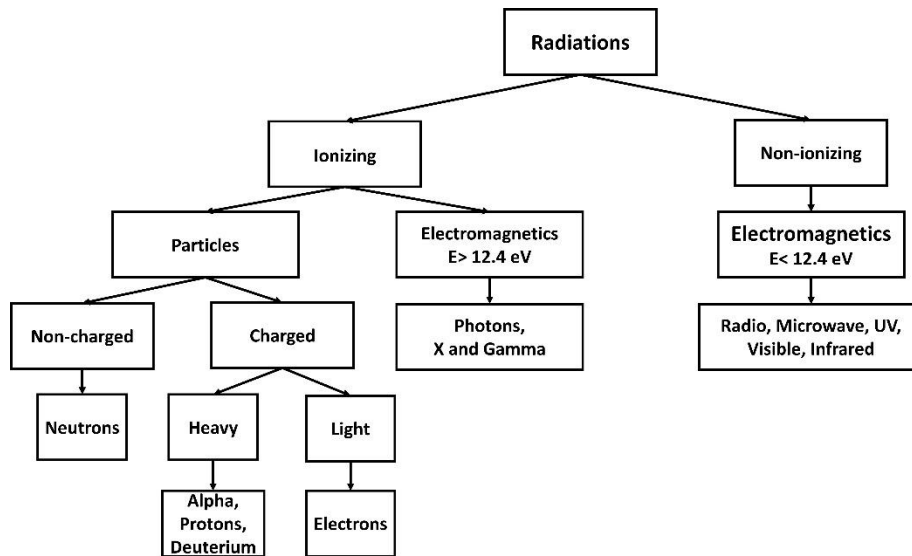 Radiations
Ionizing
Non-ionizing
Particles
Electromagnetics
E> 12.4 eV
Electromagnetics
E< 12.4 eV
Non-charged
Charged
Photons,
X and Gamma
Radio, Microwave, UV,
Visible, Infrared
Neutrons
Heavy
Light
Alpha,
Protons,
Deuterium
Electrons